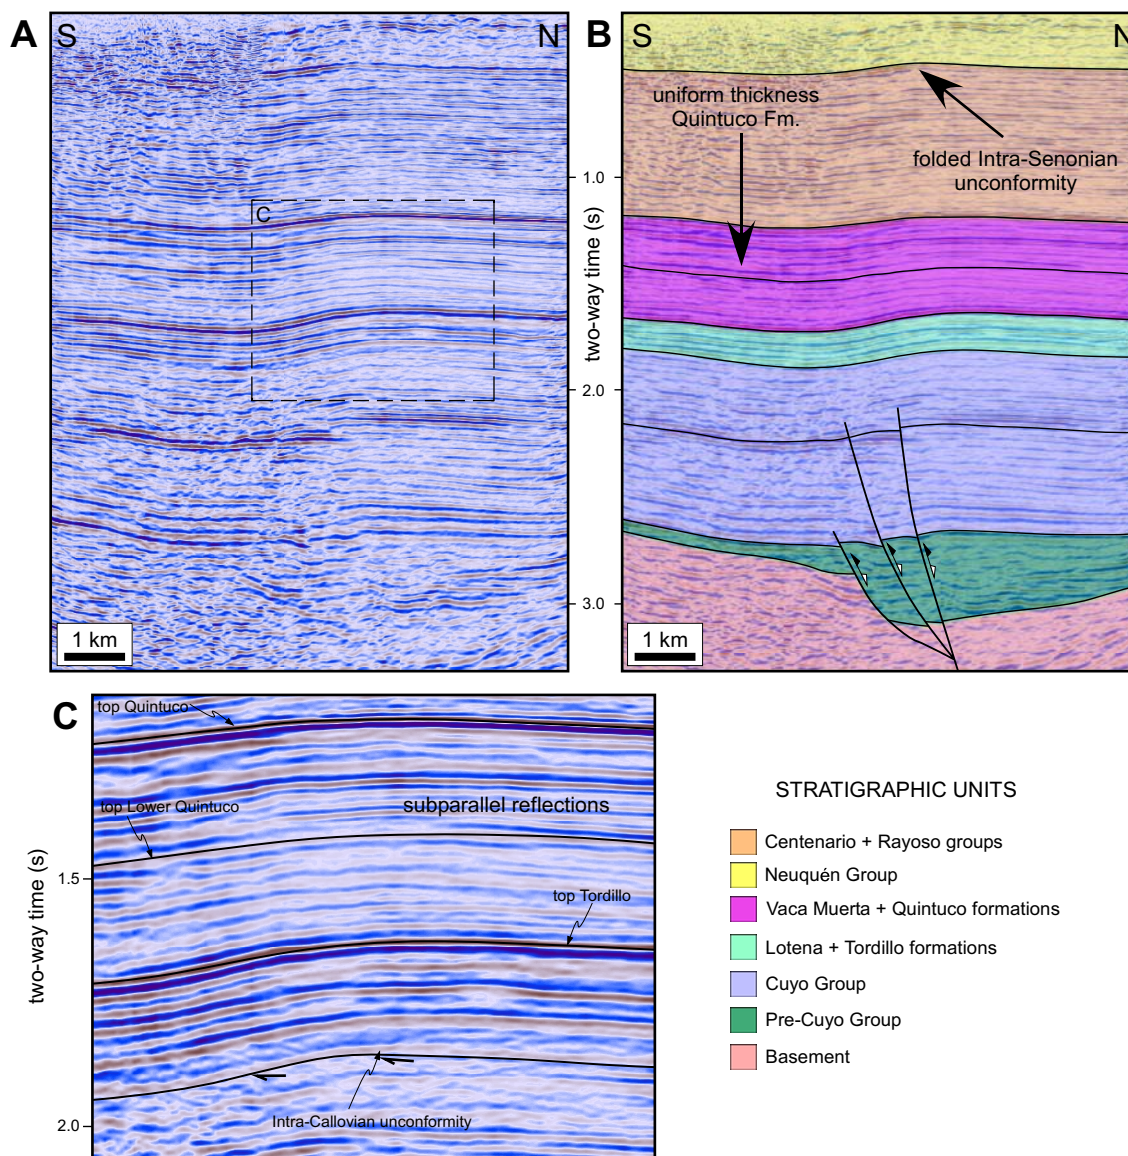 A
S
N
C
1 km
B
S
N
uniform thickness
Quintuco Fm.
folded Intra-Senonian
unconformity
two-way time (s)
1.0
2.0
3.0
1 km
C
top Quintuco
top Lower Quintuco
subparallel reflections
top Tordillo
Intra-Callovian unconformity
two-way time (s)
1.5
2.0
STRATIGRAPHIC UNITS
Centenario + Rayoso groups
Neuquén Group
Vaca Muerta + Quintuco formations
Lotena + Tordillo formations
Cuyo Group
Pre-Cuyo Group
Basement